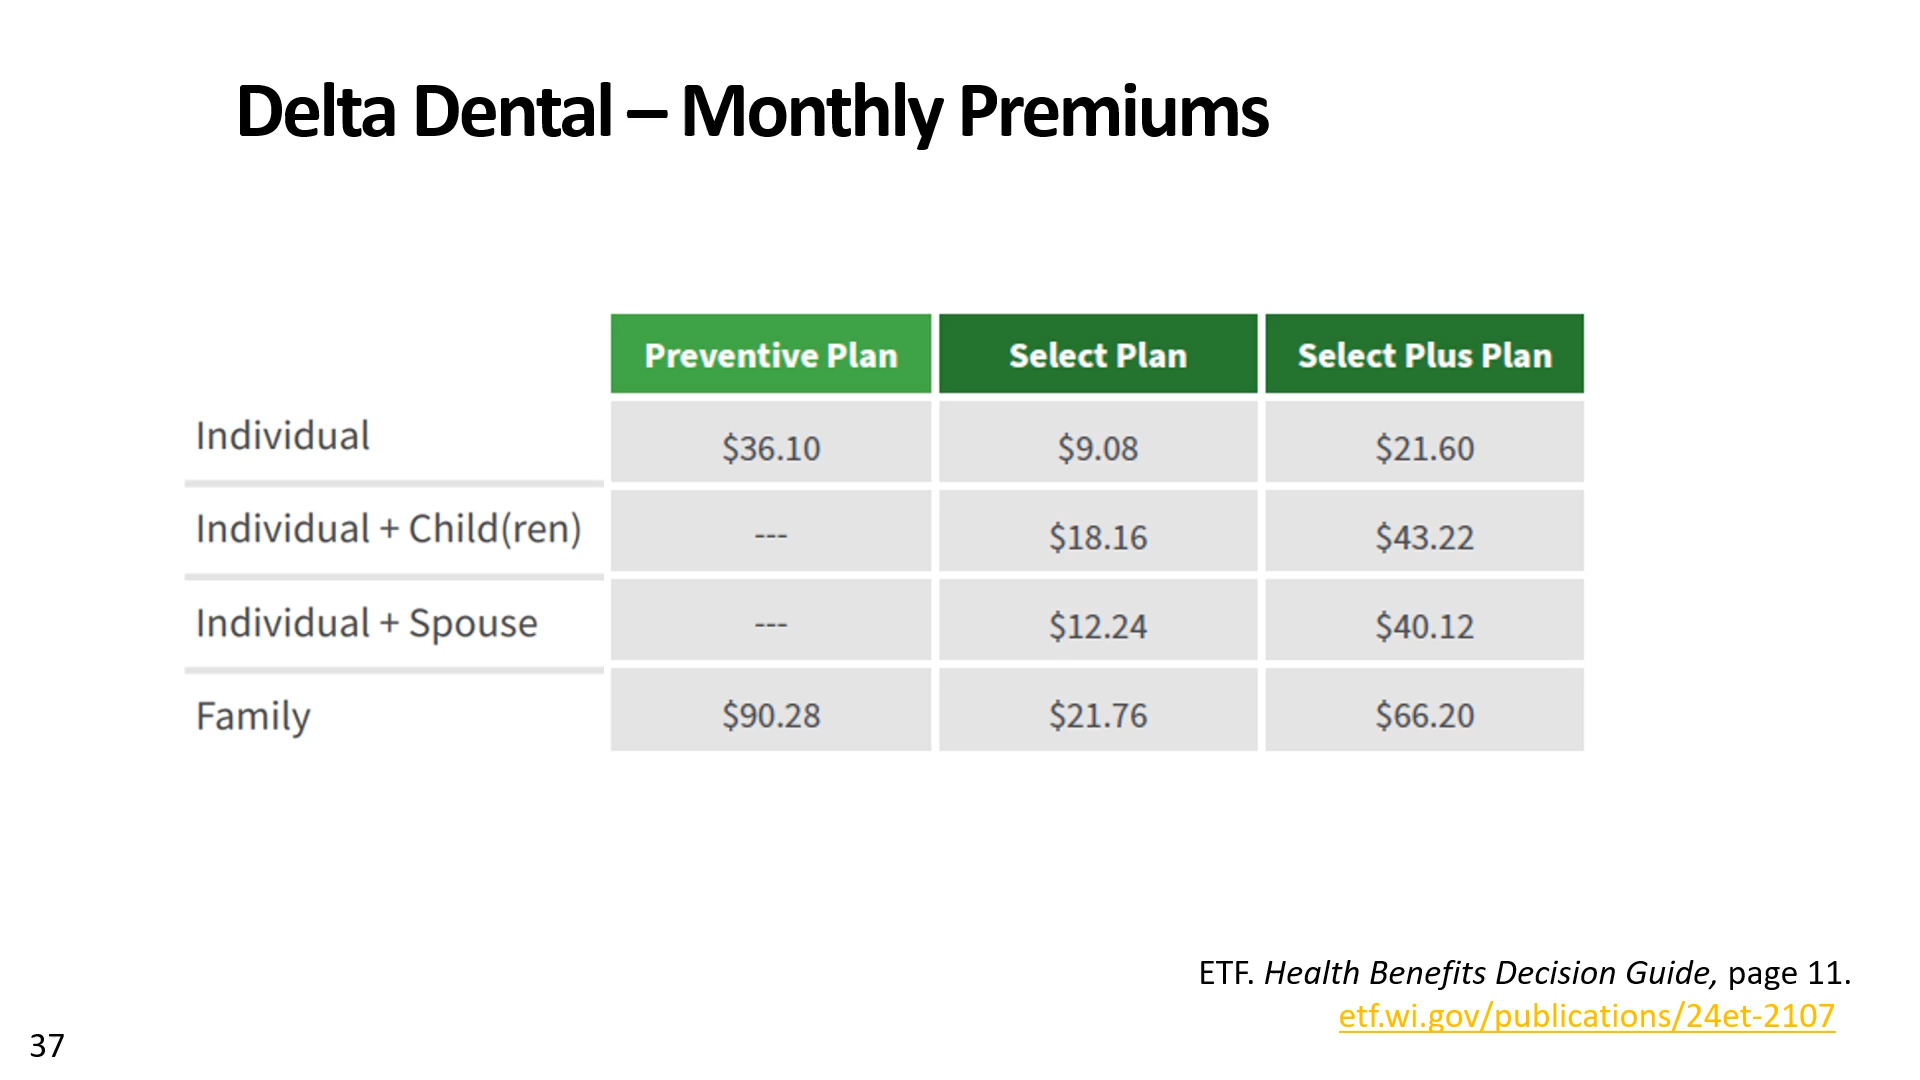 Delta Dental – Monthly Premiums
Preventive Plan Select Plan Select Plus Plan
Individual $36.10 $9.08 $21.60
Individual + Child(ren) --- $18.16 $43.22
Individual + Spouse --- $12.24 $40.12
Family $90.28 $21.76 $66.20
ETF. Health Benefits Decision Guide, page 11.
etf.wi.gov/publications/24et-2107
37